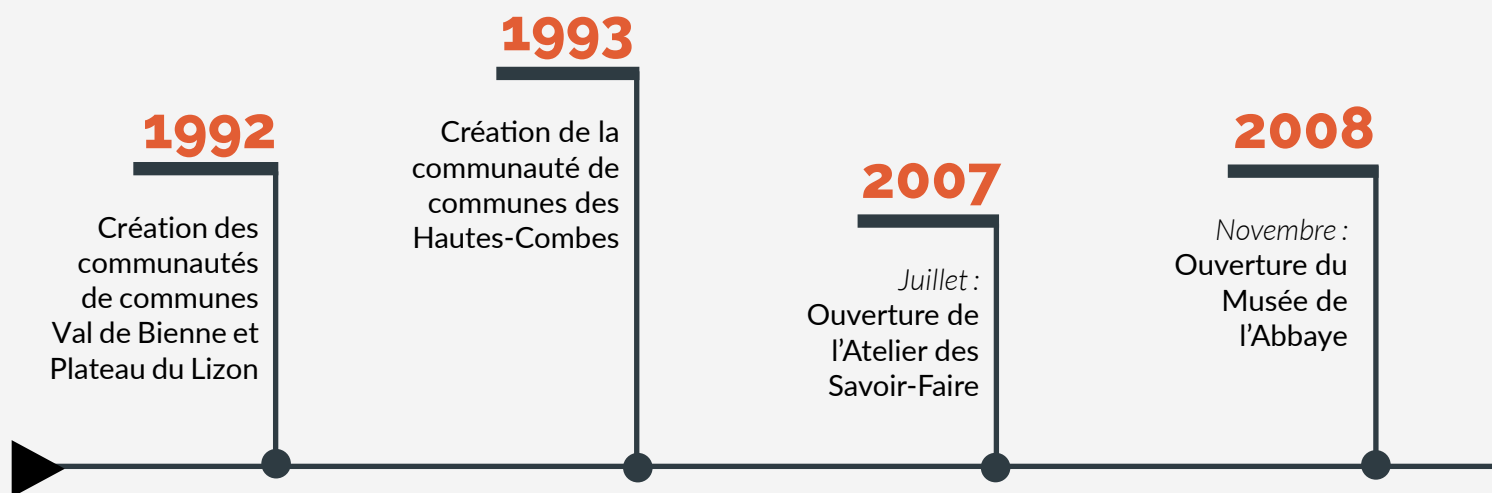 1992
Création des
communautés
de communes
Val de Bienne et
Plateau du Lizon
1993
Création de la
communauté de
communes des
Hautes-Combes
2007
Juillet :
Ouverture de
l’Atelier des
Savoir-Faire
2008
Novembre :
Ouverture du
Musée de
l’Abbaye